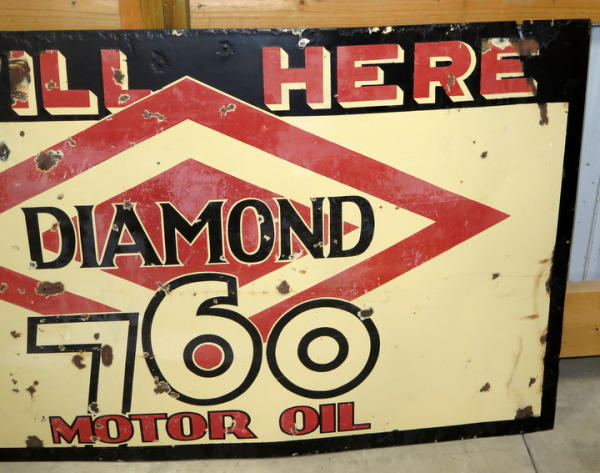 ILL HERE
DIAMOND
760
MOTOR OIL